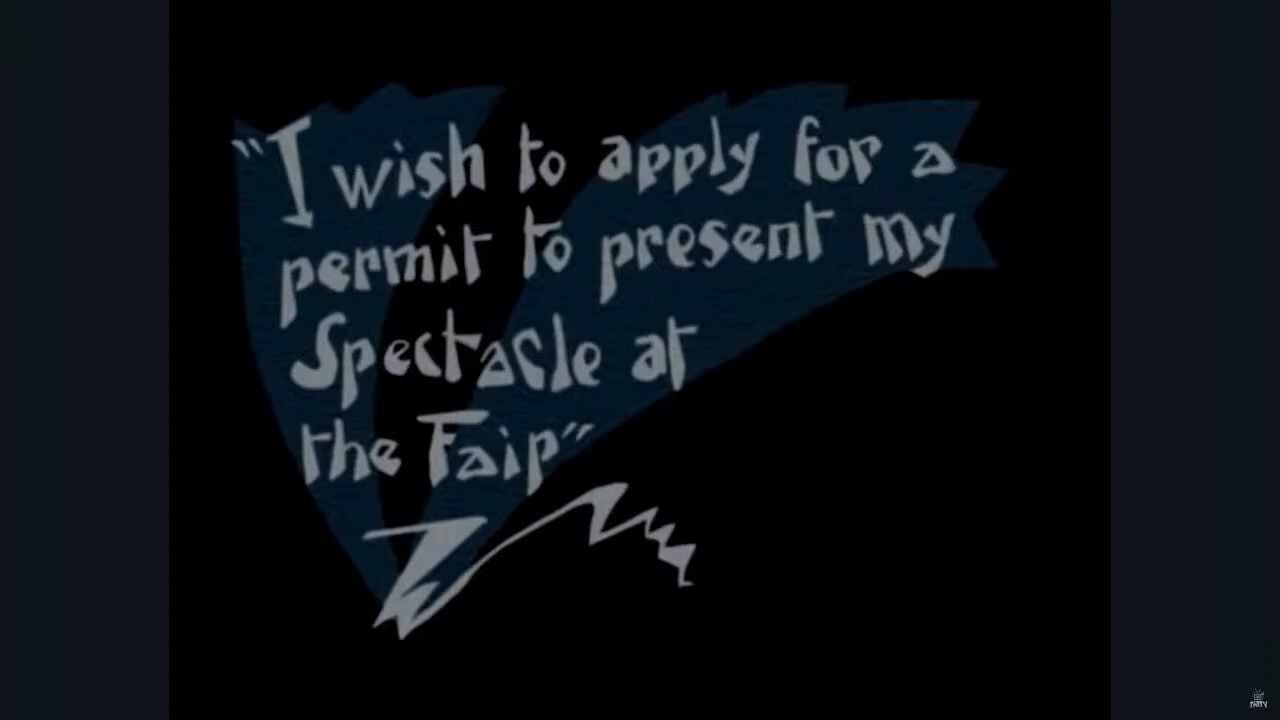 “I wish to apply for a
permit to present my
Spectacle at
the Fair”